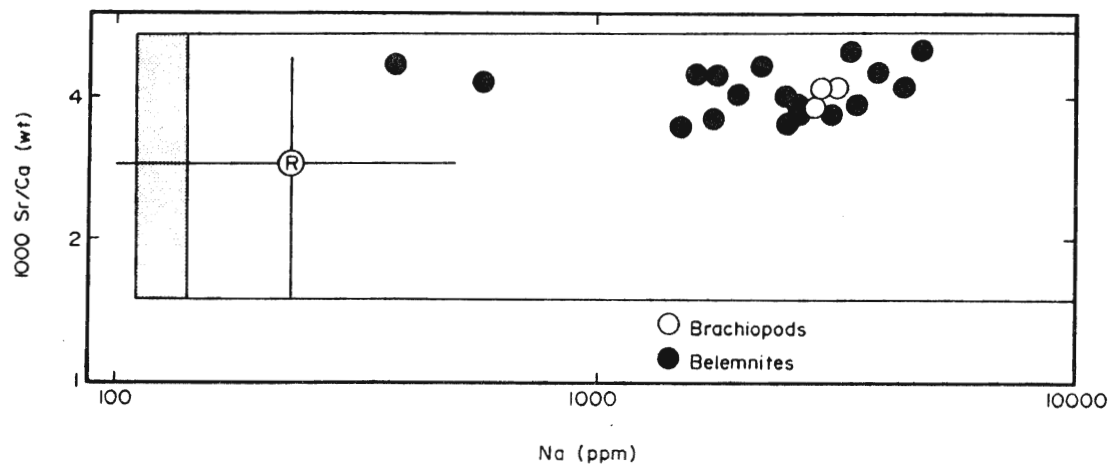 1000 Sr/Ca (wt)
4
2
1
R
Brachiopods
Belemnites
100
1000
10000
Na (ppm)